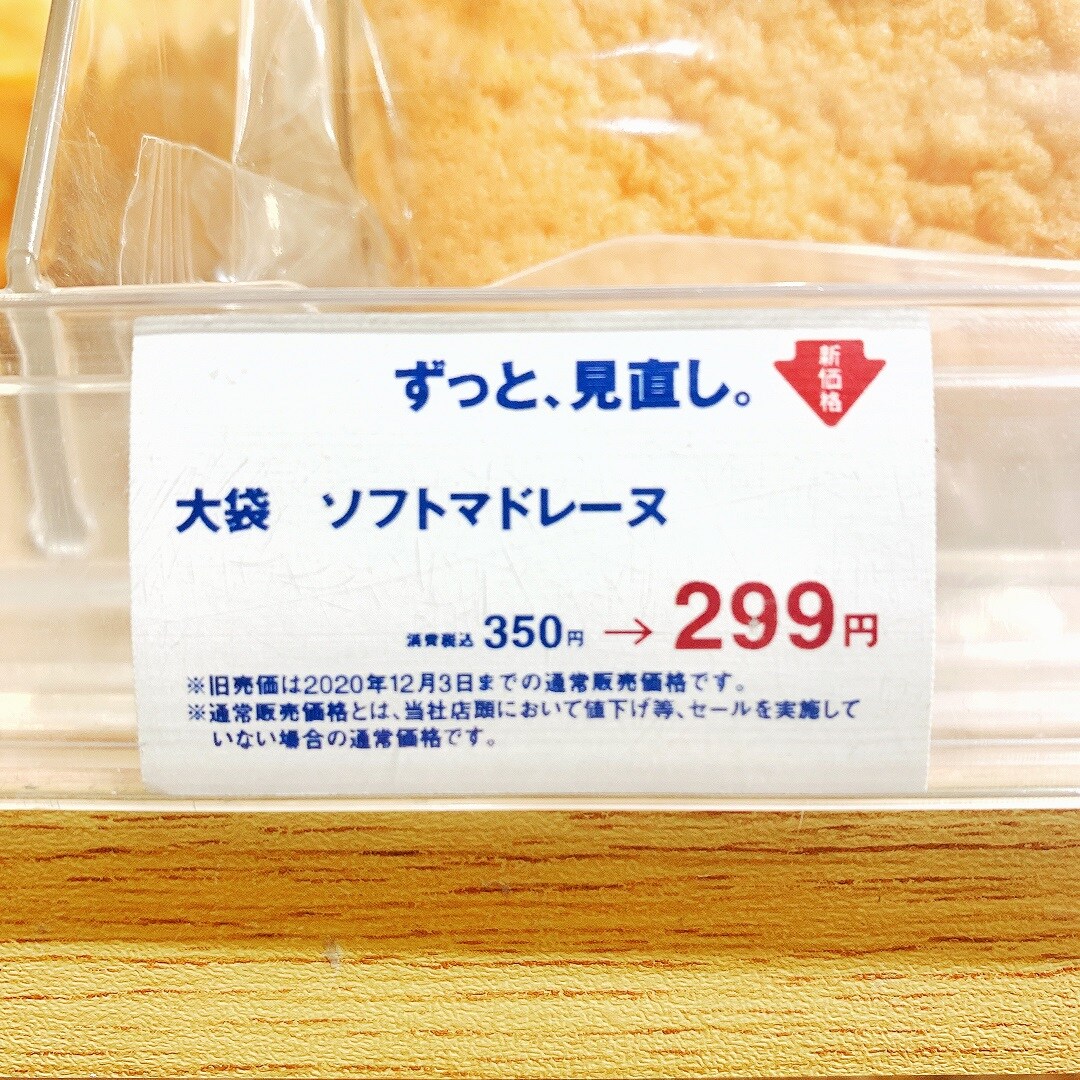 ずっと、見直し。
新価格
大袋 ソフトマドレーヌ
消費税込 350円 → 299円
※旧売価は2020年12月3日までの通常販売価格です。
※通常販売価格とは、当社店頭において値下げ等、セールを実施して
いない場合の通常価格です。